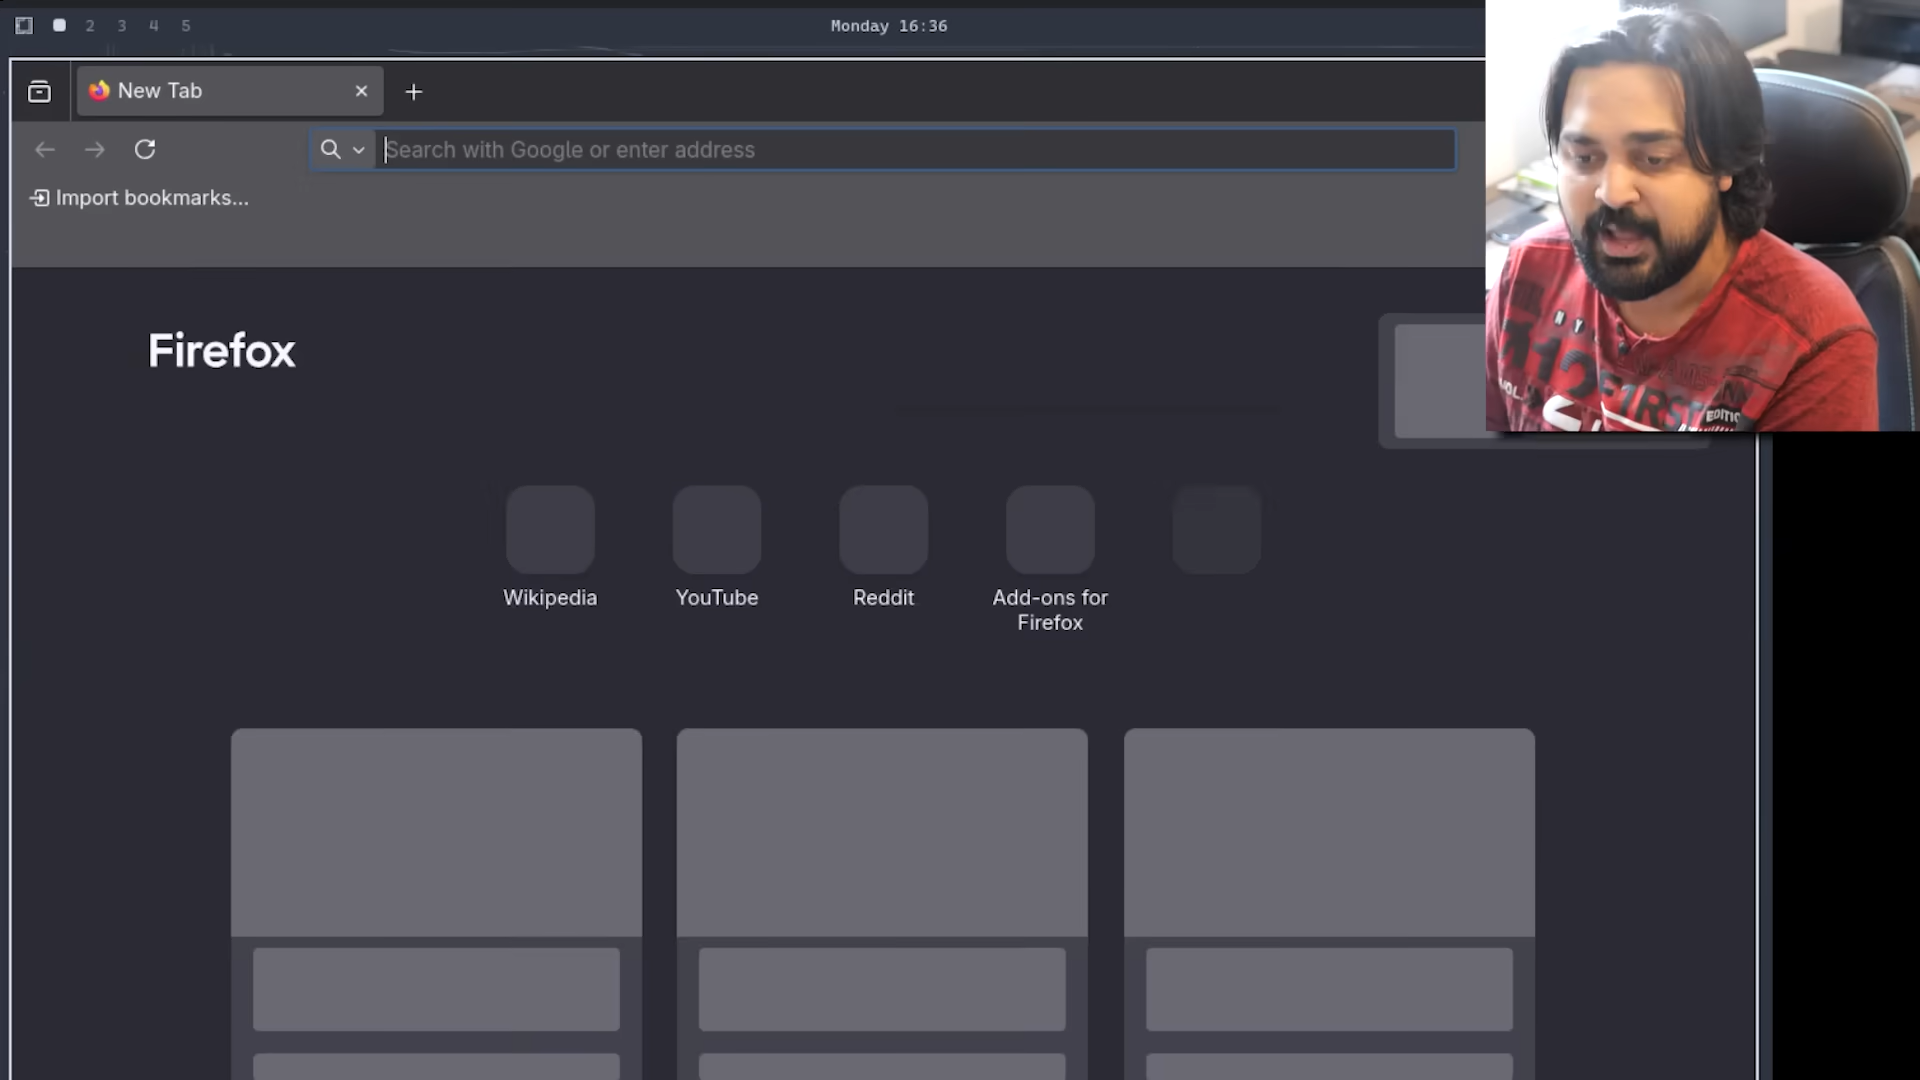 2 3 4 5
Monday 16:36
New Tab
Search with Google or enter address
Import bookmarks...
Firefox
N Y
EDITIO
Wikipedia
YouTube
Reddit
Add-ons for
Firefox